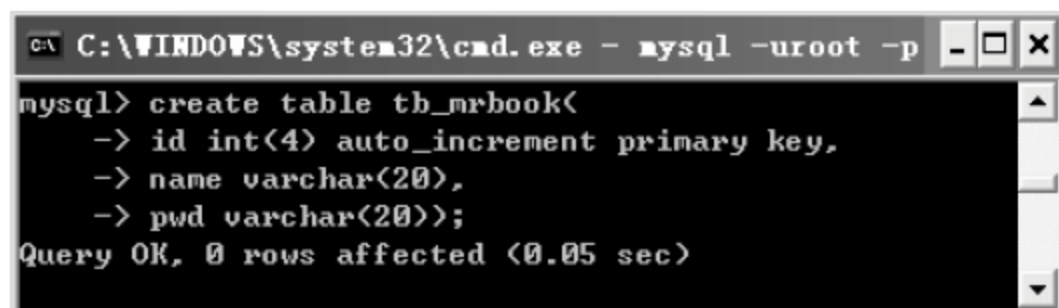 C:\WINDOWS\system32\cmd.exe - mysql -uroot -p
mysql> create table tb_mrbook(
-> id int(4) auto_increment primary key,
-> name varchar(20),
-> pwd varchar(20));
Query OK, 0 rows affected (0.05 sec)